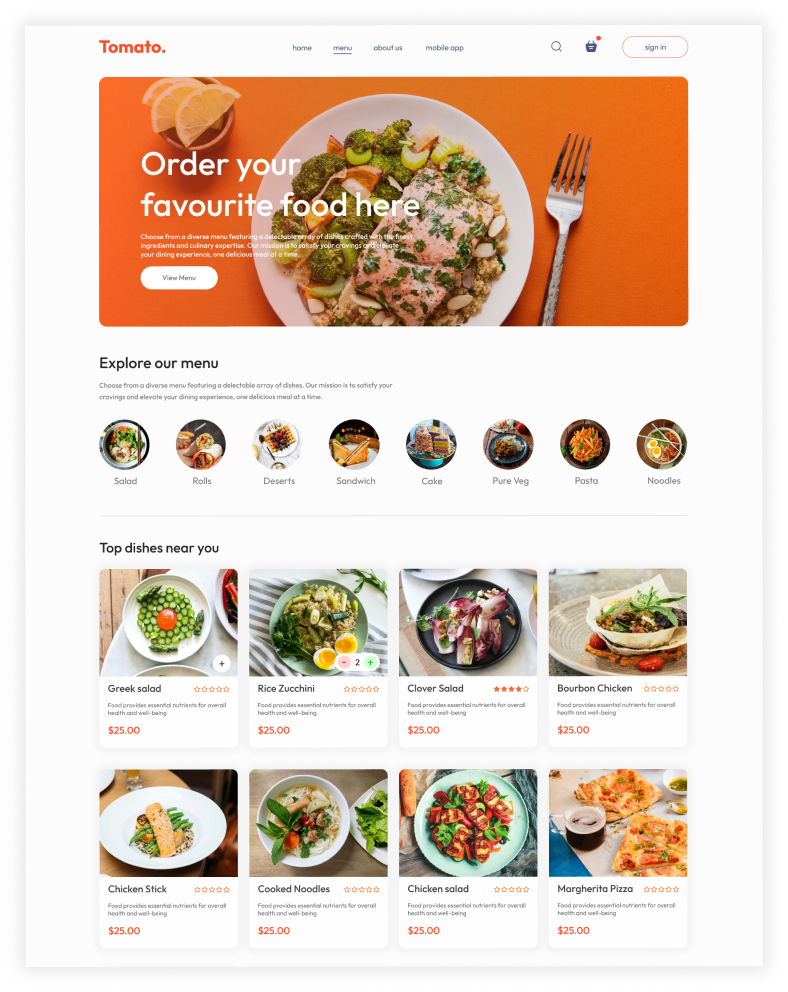 Tomato.
home menu about us mobile app sign in
Order your
favourite food here
Choose from a diverse menu featuring a delectable array of dishes crafted with the finest
ingredients and culinary expertise. Our mission is to satisfy your cravings and elevate
your dining experience, one delicious meal at a time.
View Menu
Explore our menu
Choose from a diverse menu featuring a delectable array of dishes. Our mission is to satisfy your
cravings and elevate your dining experience, one delicious meal at a time.
Salad Rolls Deserts Sandwich Cake Pure Veg Pasta Noodles
Top dishes near you
+
- 2 +
Greek salad
Food provides essential nutrients for overall
health and well-being
$25.00
Rice Zucchini
Food provides essential nutrients for overall
health and well-being
$25.00
Clover Salad
Food provides essential nutrients for overall
health and well-being
$25.00
Bourbon Chicken
Food provides essential nutrients for overall
health and well-being
$25.00
Chicken Stick
Food provides essential nutrients for overall
health and well-being
$25.00
Cooked Noodles
Food provides essential nutrients for overall
health and well-being
$25.00
Chicken salad
Food provides essential nutrients for overall
health and well-being
$25.00
Margherita Pizza
Food provides essential nutrients for overall
health and well-being
$25.00